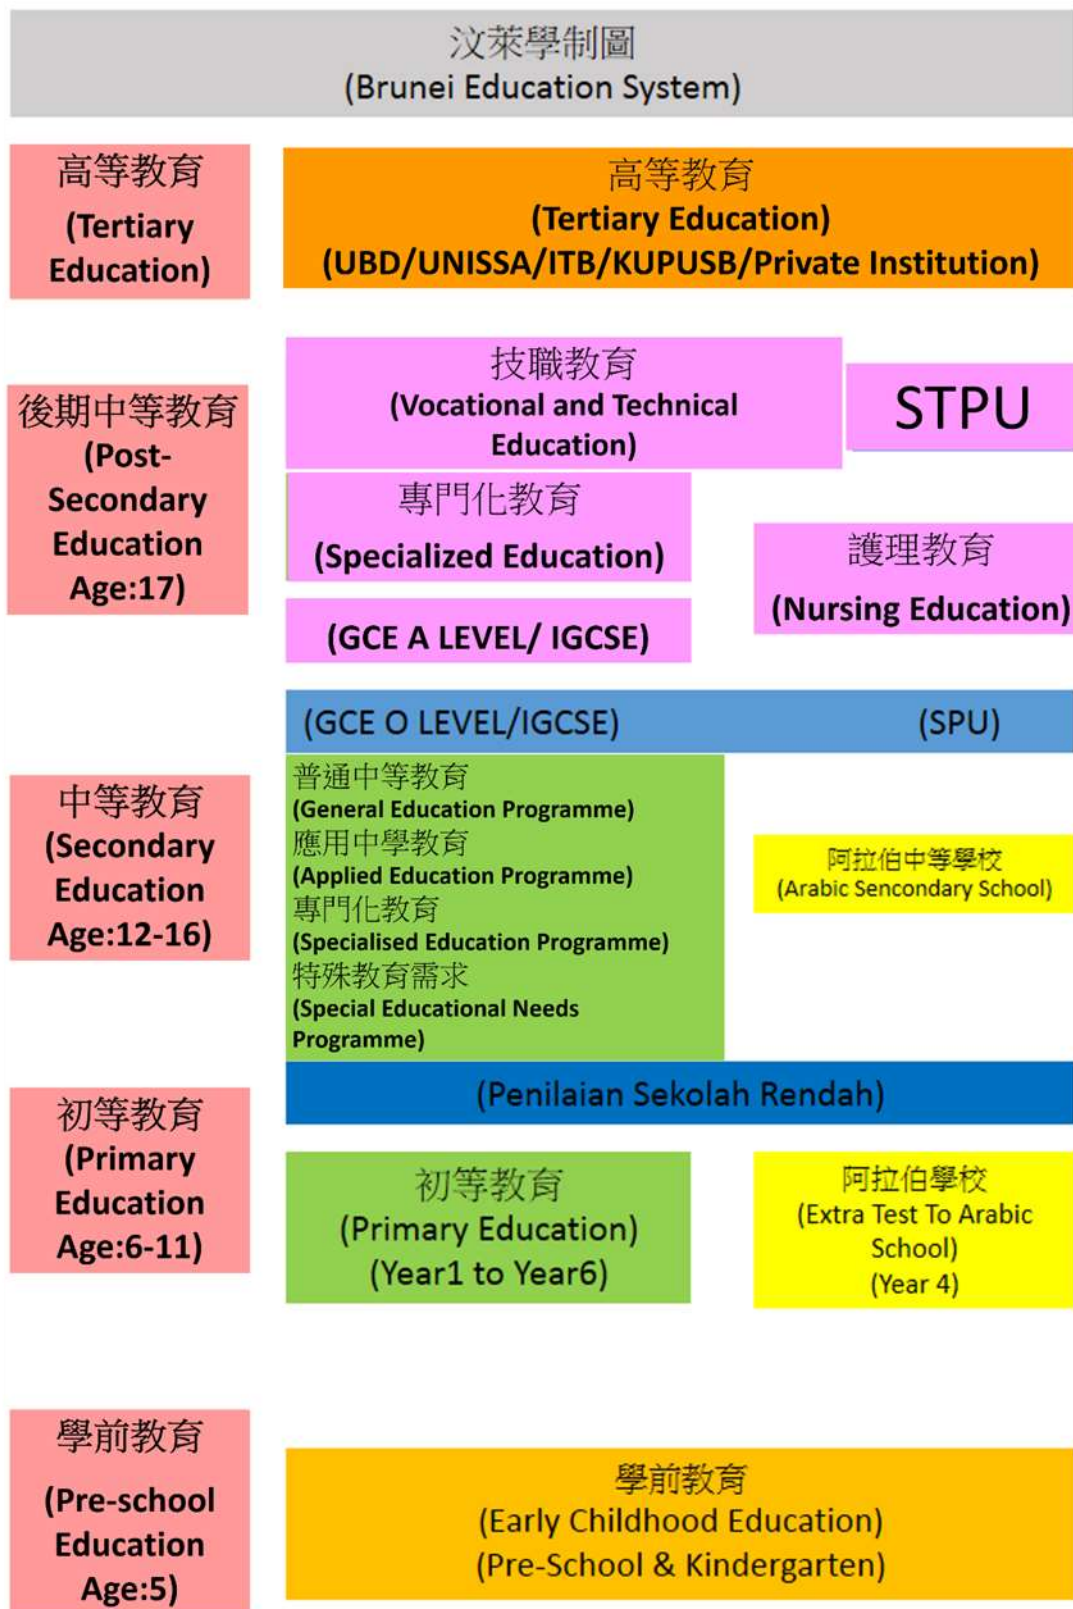 汶萊學制圖
(Brunei Education System)
高等教育
(Tertiary
Education)
高等教育
(Tertiary Education)
(UBD/UNISSA/ITB/KUPUSB/Private Institution)
後期中等教育
(Post-
Secondary
Education
Age:17)
技職教育
(Vocational and Technical
Education)
STPU
專門化教育
(Specialized Education)
護理教育
(Nursing Education)
(GCE A LEVEL/ IGCSE)
(GCE O LEVEL/IGCSE)
(SPU)
中等教育
(Secondary
Education
Age:12-16)
普通中等教育
(General Education Programme)
應用中學教育
(Applied Education Programme)
專門化教育
(Specialised Education Programme)
特殊教育需求
(Special Educational Needs
Programme)
阿拉伯中等學校
(Arabic Sencondary School)
(Penilaian Sekolah Rendah)
初等教育
(Primary
Education
Age:6-11)
初等教育
(Primary Education)
(Year1 to Year6)
阿拉伯學校
(Extra Test To Arabic
School)
(Year 4)
學前教育
(Pre-school
Education
Age:5)
學前教育
(Early Childhood Education)
(Pre-School & Kindergarten)